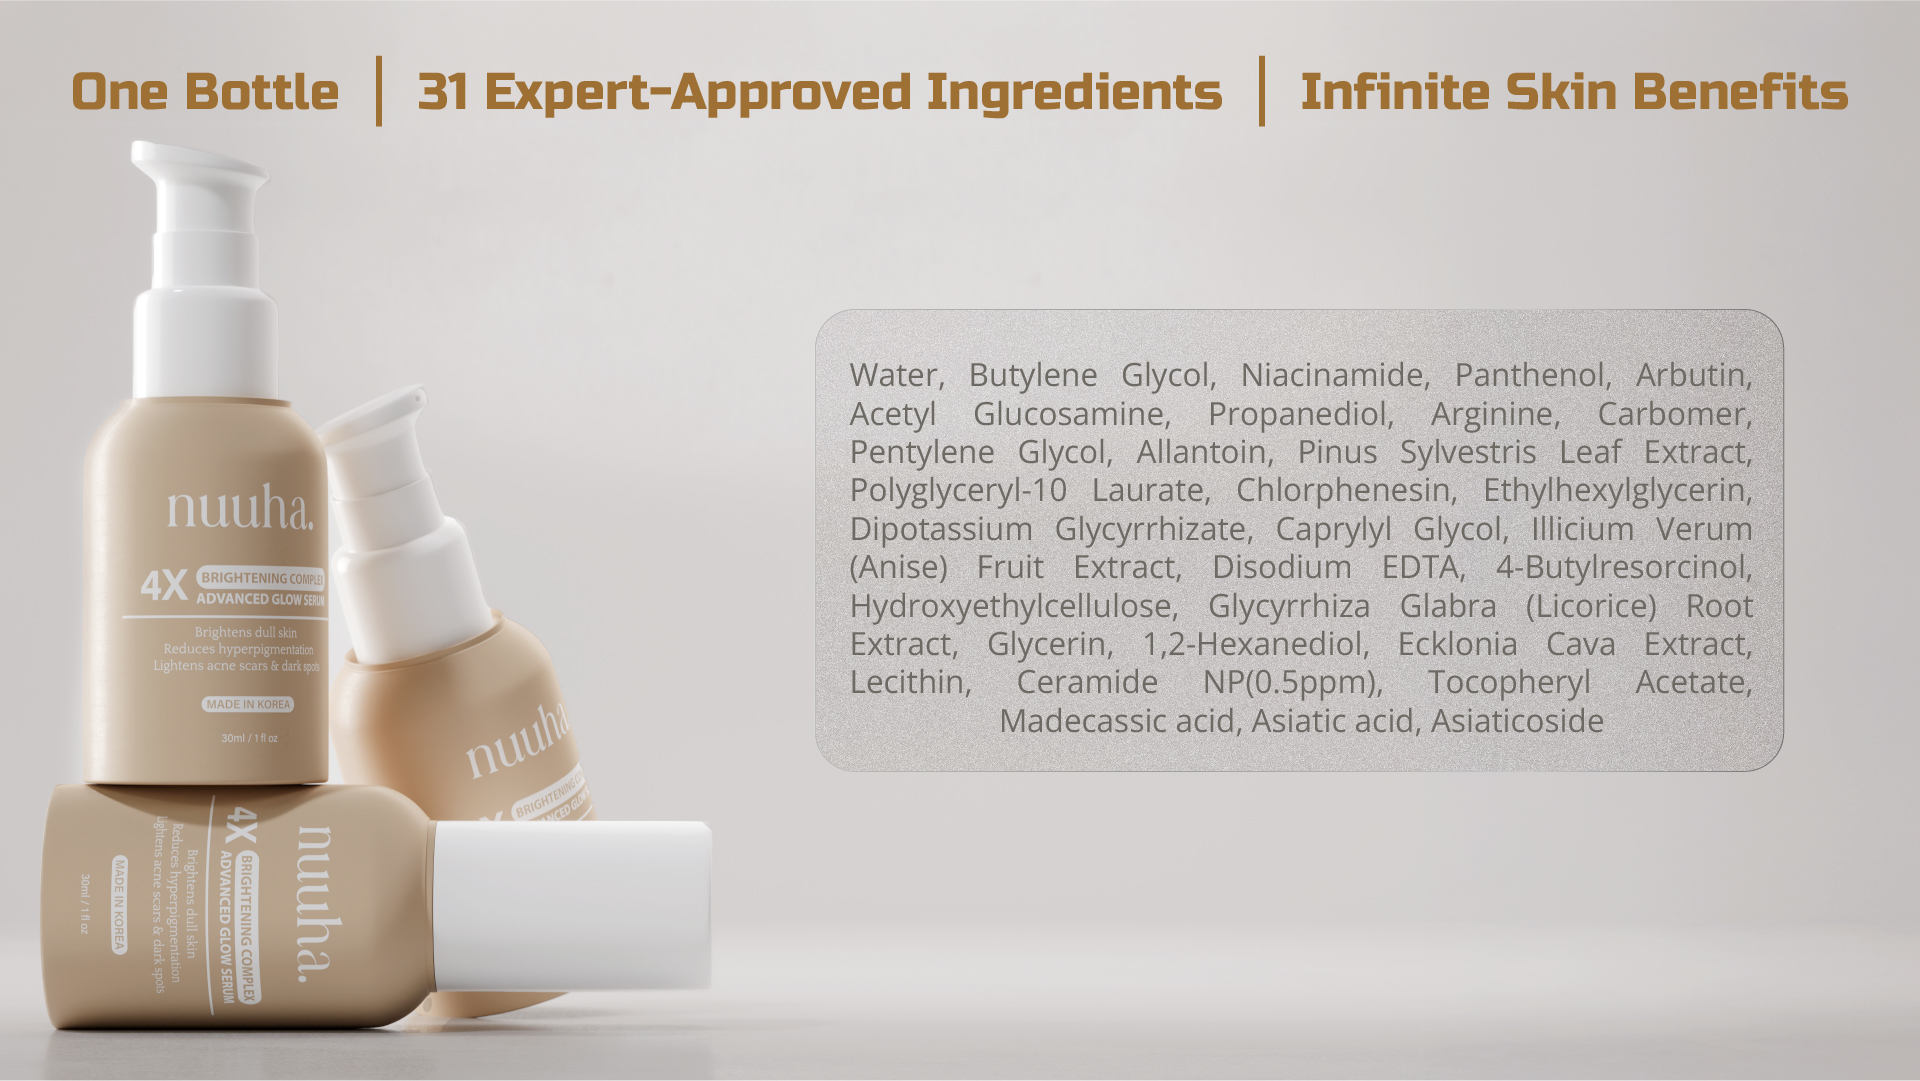 One Bottle | 31 Expert-Approved Ingredients | Infinite Skin Benefits
nuuha.
4X BRIGHTENING COMPLEX
ADVANCED GLOW SERUM
Brightens dull skin
Reduces hyperpigmentation
Lightens acne scars & dark spots
MADE IN KOREA
30ml / 1 fl oz
nuuha
BRIGHTENING
nuuha.
4X BRIGHTENING COMPLEX
ADVANCED GLOW SERUM
Brightens dull skin
Reduces hyperpigmentation
Lightens acne scars & dark spots
MADE IN KOREA
30ml / 1 fl oz
Water, Butylene Glycol, Niacinamide, Panthenol, Arbutin,
Acetyl Glucosamine, Propanediol, Arginine, Carbomer,
Pentylene Glycol, Allantoin, Pinus Sylvestris Leaf Extract,
Polyglyceryl-10 Laurate, Chlorphenesin, Ethylhexylglycerin,
Dipotassium Glycyrrhizate, Caprylyl Glycol, Illicium Verum
(Anise) Fruit Extract, Disodium EDTA, 4-Butylresorcinol,
Hydroxyethylcellulose, Glycyrrhiza Glabra (Licorice) Root
Extract, Glycerin, 1,2-Hexanediol, Ecklonia Cava Extract,
Lecithin, Ceramide NP(0.5ppm), Tocopheryl Acetate,
Madecassic acid, Asiatic acid, Asiaticoside